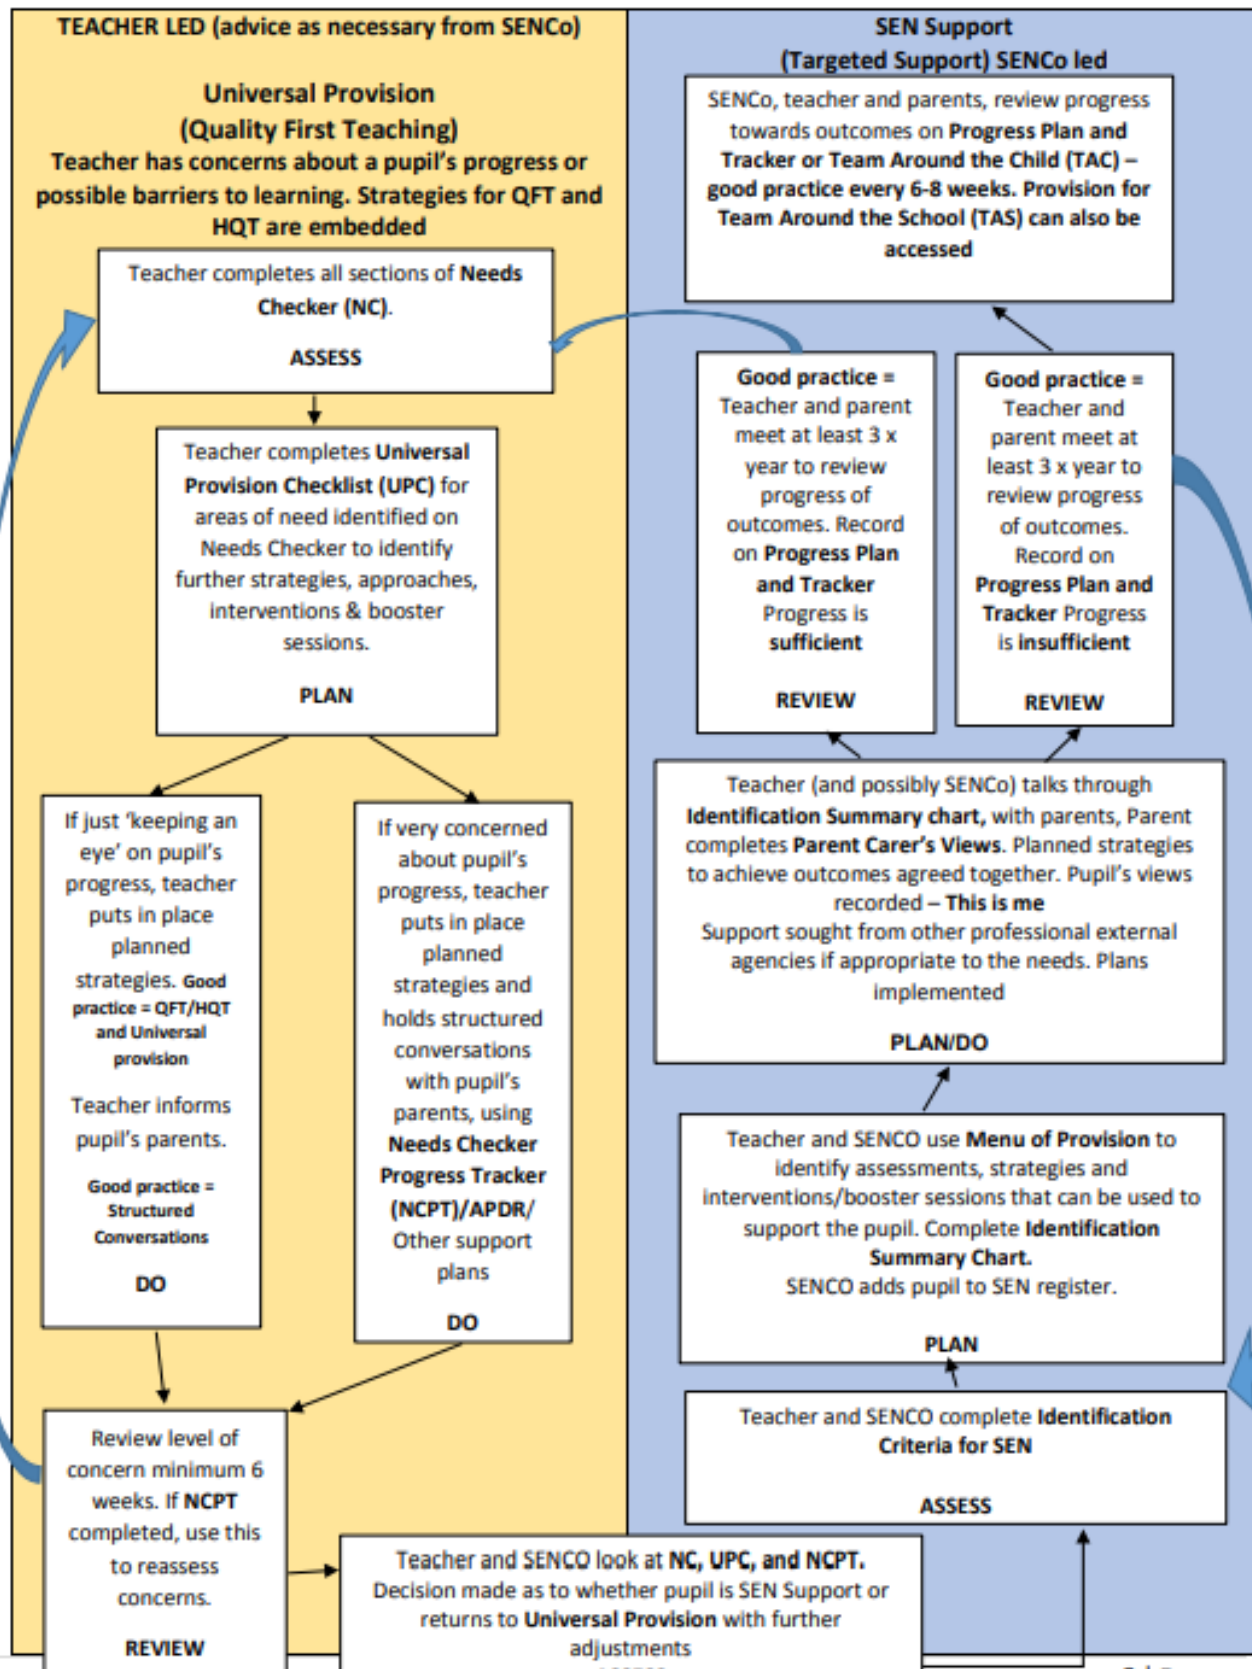 TEACHER LED (advice as necessary from SENCo)
Universal Provision
(Quality First Teaching)
Teacher has concerns about a pupil's progress or
possible barriers to learning. Strategies for QFT and
HQT are embedded
Teacher completes all sections of Needs
Checker (NC).
ASSESS
Teacher completes Universal
Provision Checklist (UPC) for
areas of need identified on
Needs Checker to identify
further strategies, approaches,
interventions & booster
sessions.
PLAN
If just 'keeping an
eye' on pupil's
progress, teacher
puts in place
planned
strategies. Good
practice = QFT/HQT
and Universal
provision
Teacher informs
pupil's parents.
Good practice =
Structured
Conversations
DO
If very concerned
about pupil's
progress, teacher
puts in place
planned
strategies and
holds structured
conversations
with pupil's
parents, using
Needs Checker
Progress Tracker
(NCPT)/APDR/
Other support
plans
DO
Review level of
concern minimum 6
weeks. If NCPT
completed, use this
to reassess
concerns.
REVIEW
Teacher and SENCO look at NC, UPC, and NCPT.
Decision made as to whether pupil is SEN Support or
returns to Universal Provision with further
adjustments
SEN Support
(Targeted Support) SENCo led
SENCo, teacher and parents, review progress
towards outcomes on Progress Plan and
Tracker or Team Around the Child (TAC) –
good practice every 6-8 weeks. Provision for
Team Around the School (TAS) can also be
accessed
Good practice =
Teacher and parent
meet at least 3 x
year to review
progress of
outcomes. Record
on Progress Plan
and Tracker
Progress is
sufficient
REVIEW
Good practice =
Teacher and
parent meet at
least 3 x year to
review progress
of outcomes.
Record on
Progress Plan and
Tracker Progress
is insufficient
REVIEW
Teacher (and possibly SENCo) talks through
Identification Summary chart, with parents, Parent
completes Parent Carer's Views. Planned strategies
to achieve outcomes agreed together. Pupil's views
recorded – This is me
Support sought from other professional external
agencies if appropriate to the needs. Plans
implemented
PLAN/DO
Teacher and SENCO use Menu of Provision to
identify assessments, strategies and
interventions/booster sessions that can be used to
support the pupil. Complete Identification
Summary Chart.
SENCO adds pupil to SEN register.
PLAN
Teacher and SENCO complete Identification
Criteria for SEN
ASSESS